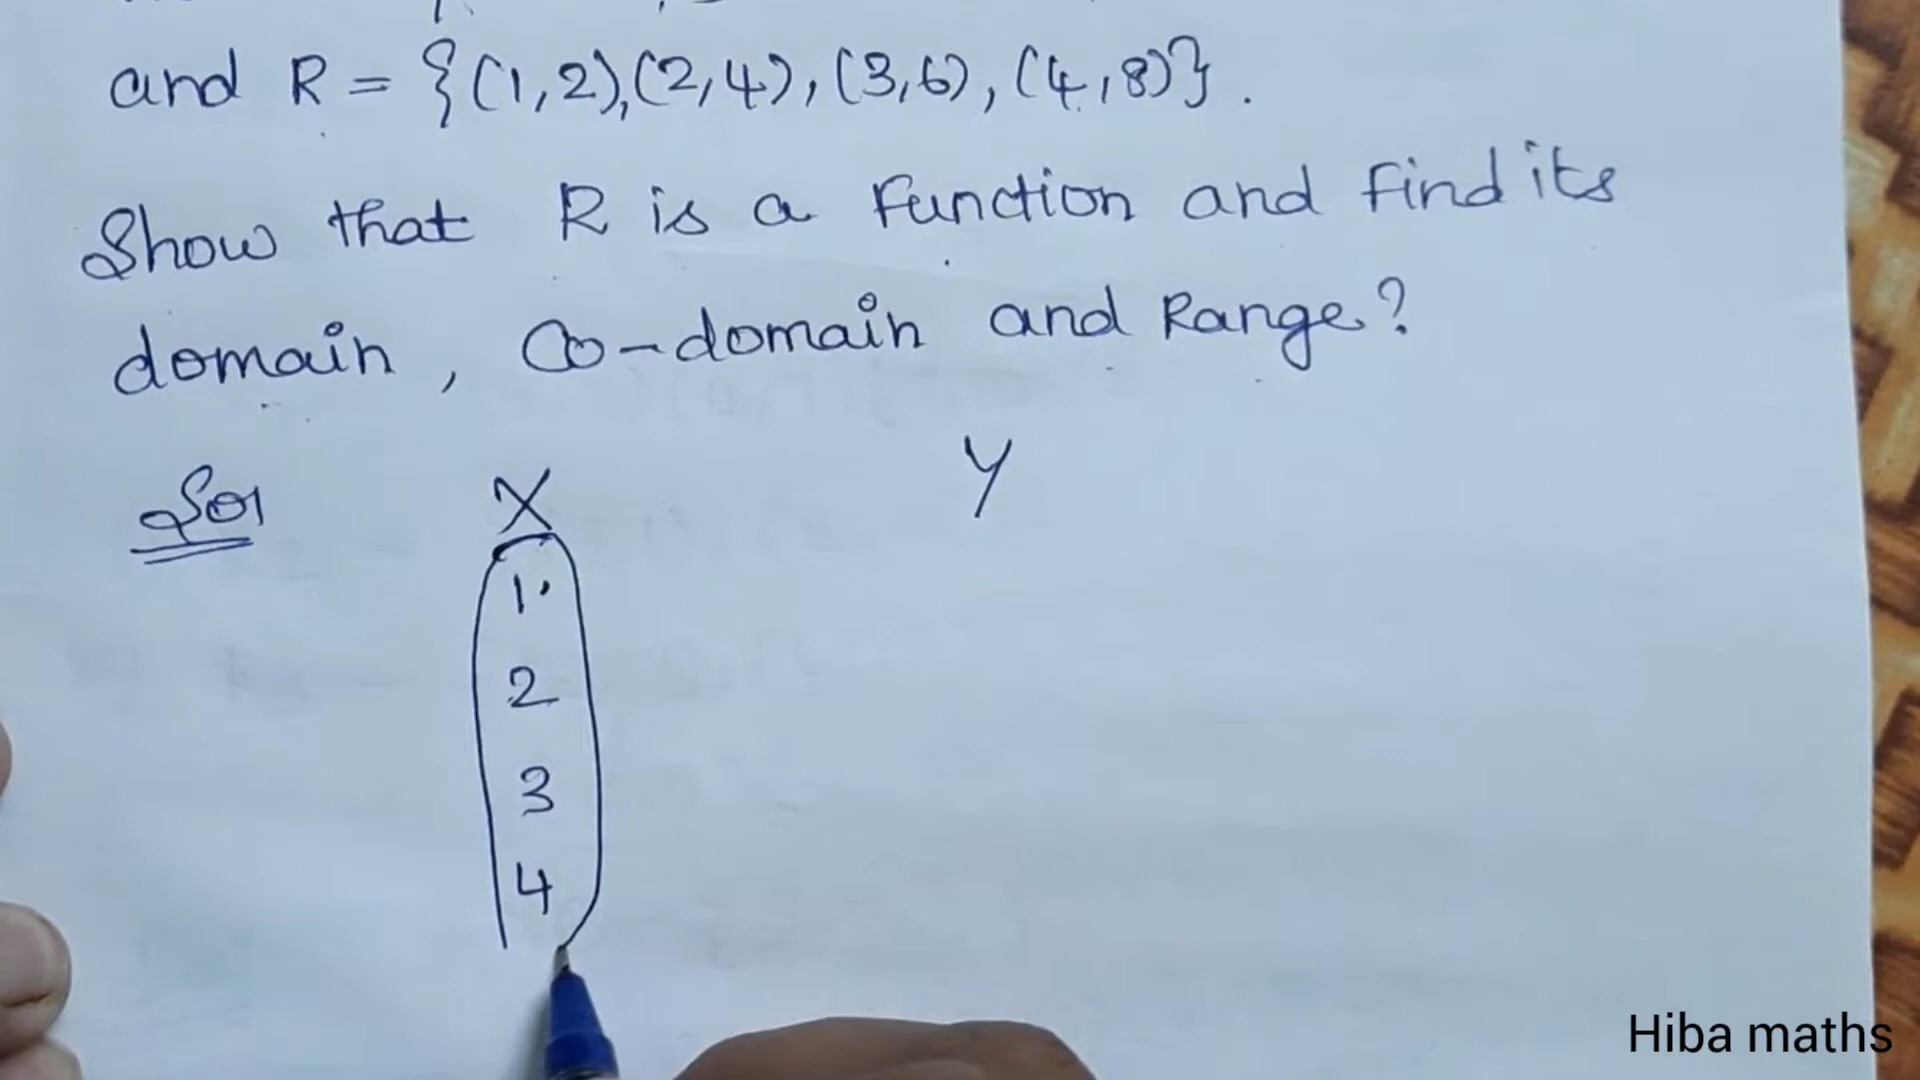 and R = {(1,2),(2,4),(3,6),(4,8)}.
Show that R is a function and find its
domain, Co-domain and Range?
Sol
X Y
1
2
3
4
Hiba maths